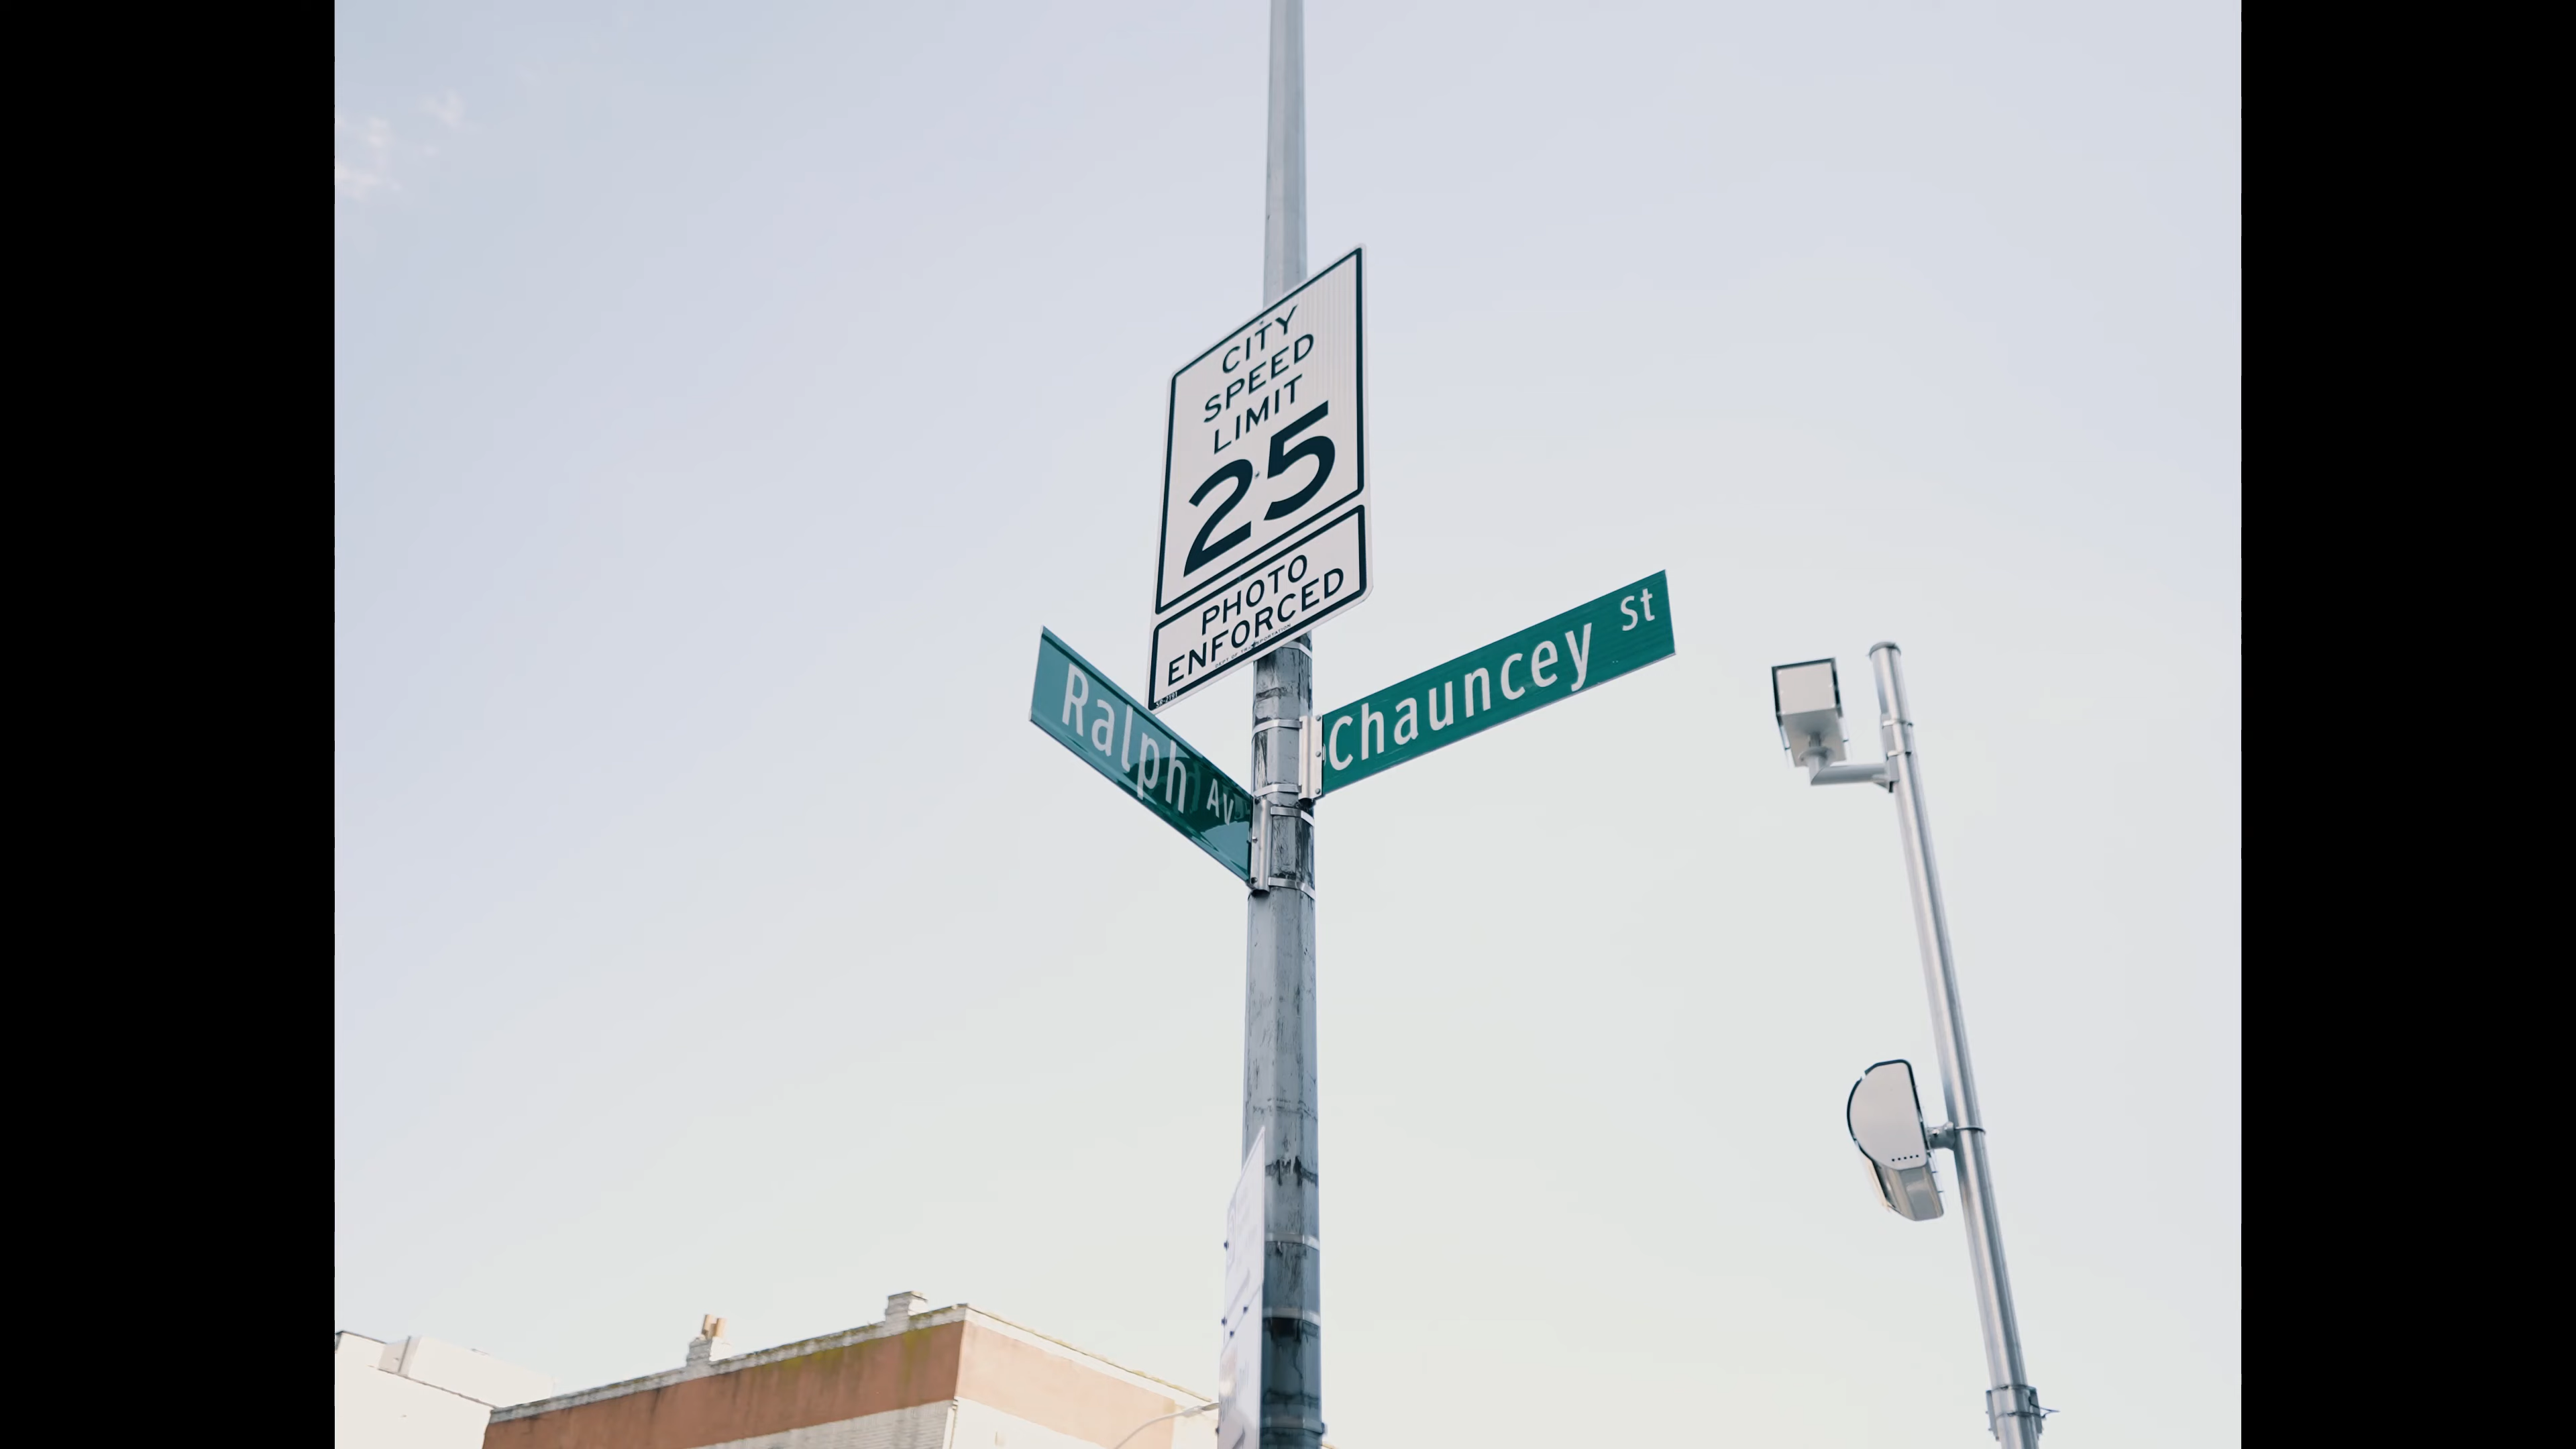 CITY
SPEED
LIMIT
25
PHOTO
ENFORCED
Ralph Av
Chauncey St